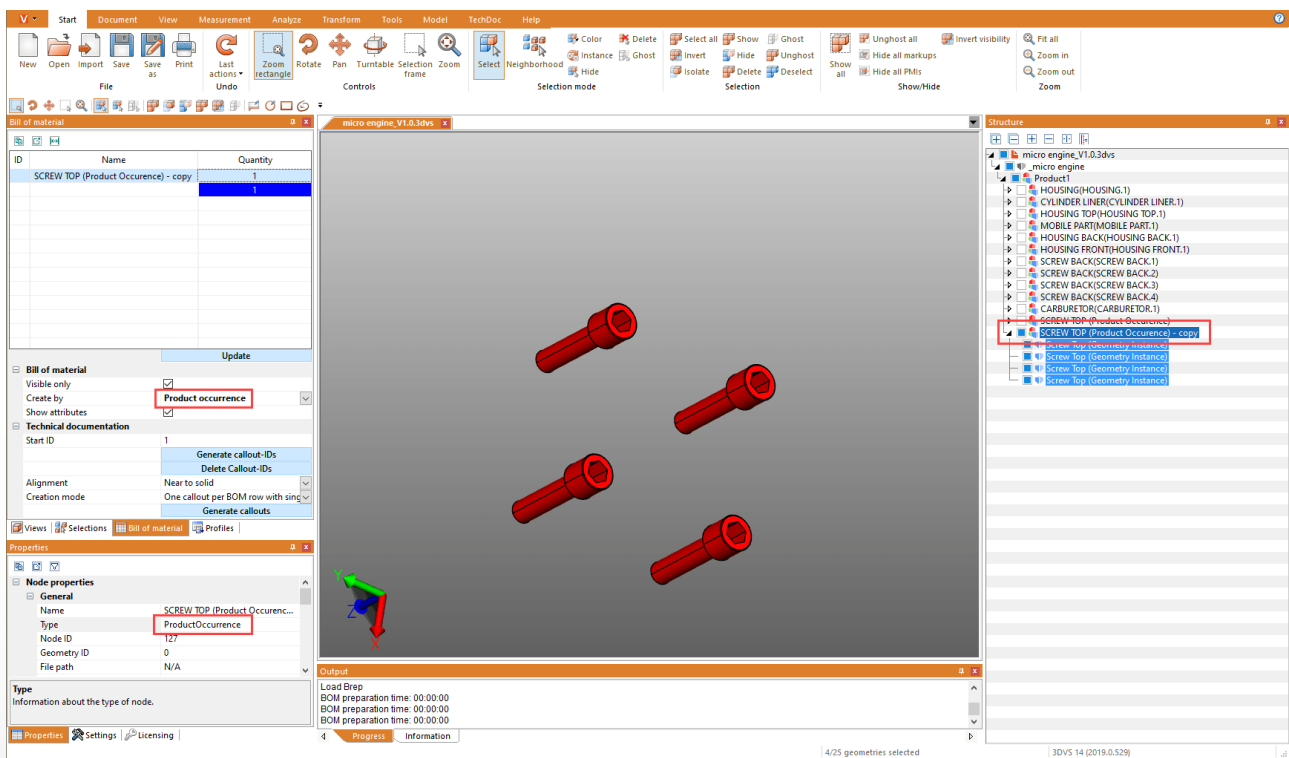 V Start Document View Measurement Analyze Transform Tools Model TechDoc Help
New Open Import Save Save as Print
File
Last actions
Undo
Zoom rectangle Rotate Pan Turntable Selection frame Zoom
Controls
Select Neighborhood Color Delete
Instance Ghost
Hide
Selection mode
Select all Show Ghost
Invert Hide Unghost
Isolate Delete Deselect
Selection
Show all Unghost all Invert visibility
Hide all markups
Hide all PMIs
Show/Hide
Fit all
Zoom in
Zoom out
Zoom
Bill of material
ID Name Quantity
SCREW TOP (Product Occurence) - copy 1
1
Update
Bill of material
Visible only
Create by Product occurrence
Show attributes
Technical documentation
Start ID 1
Generate callout-IDs
Delete Callout-IDs
Alignment Near to solid
Creation mode One callout per BOM row with sing
Generate callouts
Views Selections Bill of material Profiles
Properties
Node properties
General
Name SCREW TOP (Product Occurenc...
Type ProductOccurrence
Node ID 127
Geometry ID 0
File path N/A
Type
Information about the type of node.
Properties Settings Licensing
micro engine_V1.0.3dvs
Y
Z
X
Output
Load Brep
BOM preparation time: 00:00:00
BOM preparation time: 00:00:00
BOM preparation time: 00:00:00
Progress Information
Structure
micro engine_V1.0.3dvs
_micro engine
Product1
HOUSING(HOUSING.1)
CYLINDER LINER(CYLINDER LINER.1)
HOUSING TOP(HOUSING TOP.1)
MOBILE PART(MOBILE PART.1)
HOUSING BACK(HOUSING BACK.1)
HOUSING FRONT(HOUSING FRONT.1)
SCREW BACK(SCREW BACK.1)
SCREW BACK(SCREW BACK.2)
SCREW BACK(SCREW BACK.3)
SCREW BACK(SCREW BACK.4)
CARBURETOR(CARBURETOR.1)
SCREW TOP (Product Occurence)
SCREW TOP (Product Occurence) - copy
Screw Top (Geometry Instance)
Screw Top (Geometry Instance)
Screw Top (Geometry Instance)
Screw Top (Geometry Instance)
4/25 geometries selected
3DVS 14 (2019.0.529)